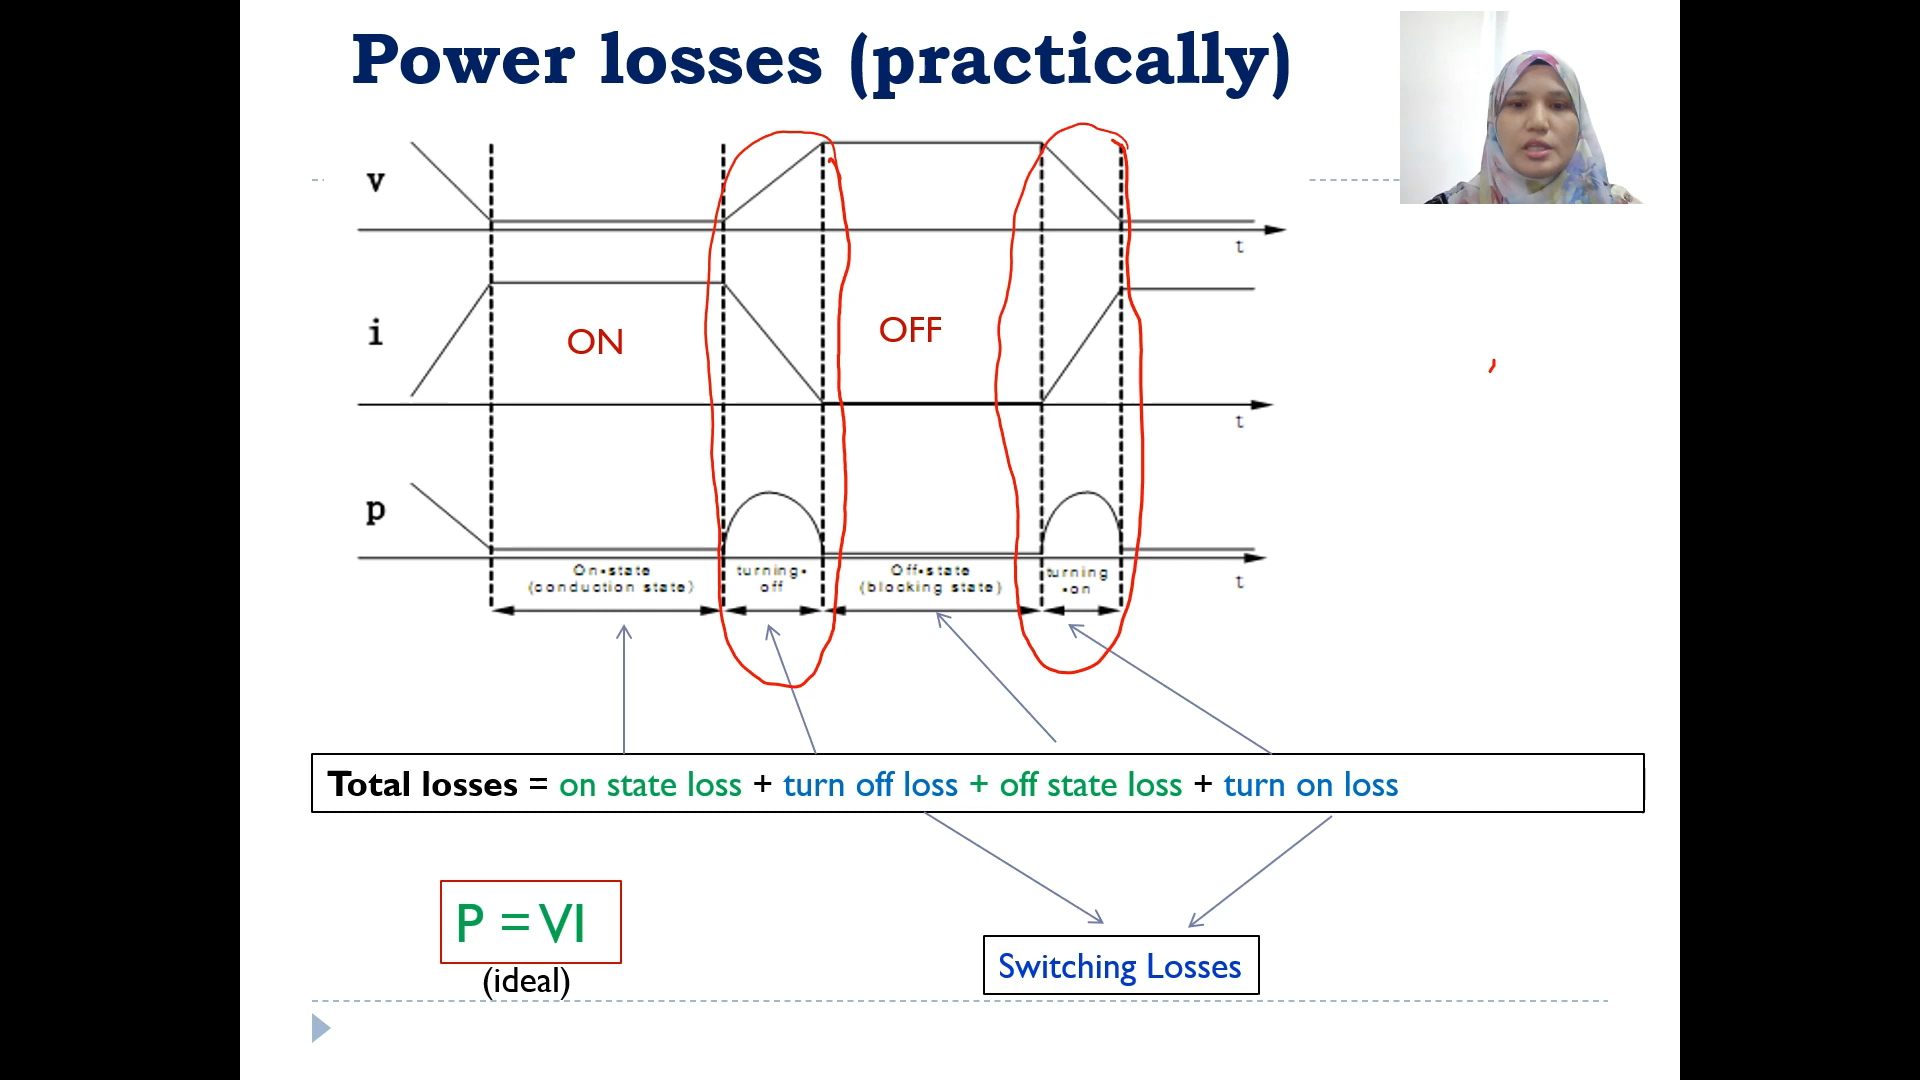 Power losses (practically)
v
t
i
ON
OFF
t
p
On-state
(conduction state)
turning-
off
Off-state
(blocking state)
turning
-on
t
Total losses = on state loss + turn off loss + off state loss + turn on loss
P = VI
(ideal)
Switching Losses